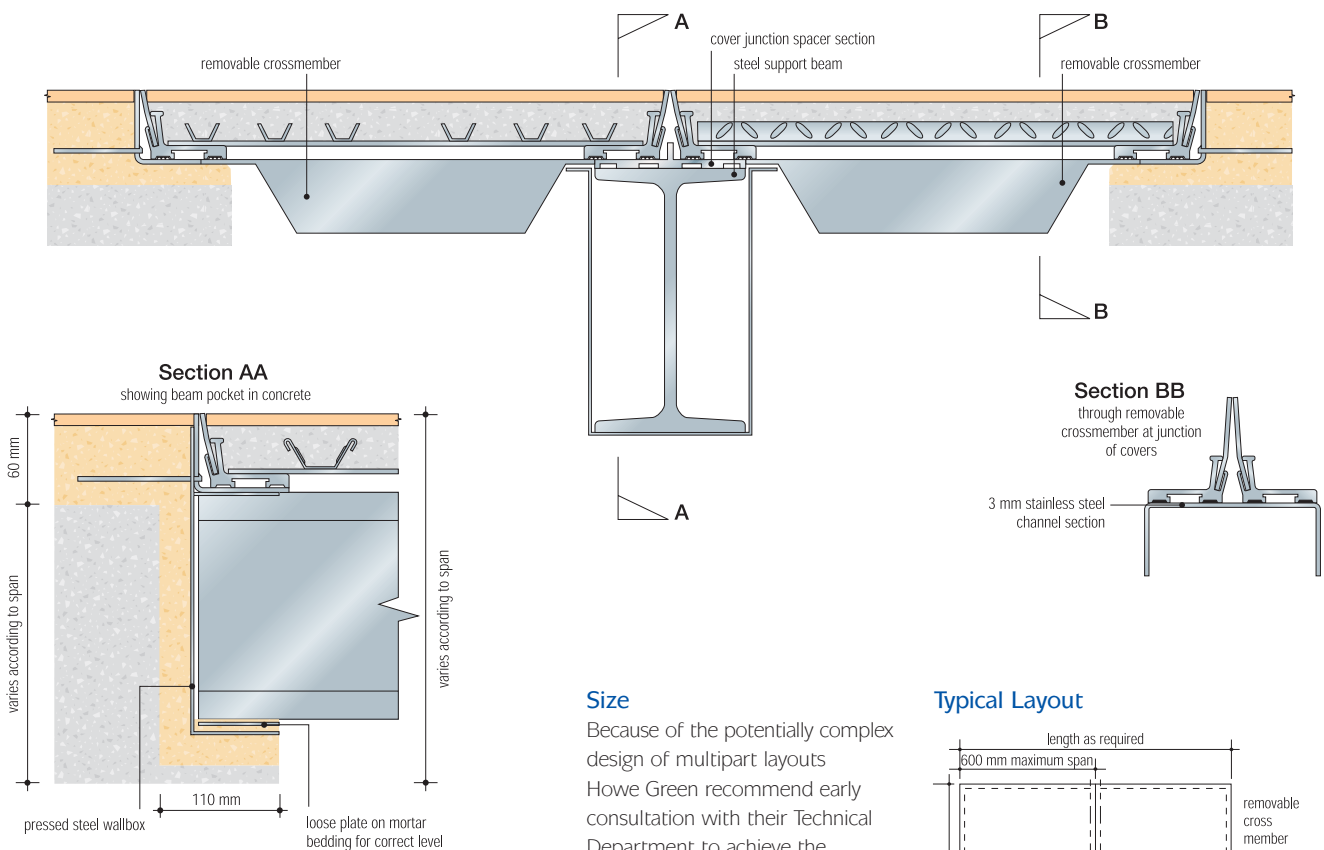 A
B
cover junction spacer section
removable crossmember
steel support beam
removable crossmember
B
A
Section AA
showing beam pocket in concrete
60 mm
varies according to span
varies according to span
110 mm
pressed steel wallbox
loose plate on mortar
bedding for correct level
Section BB
through removable
crossmember at junction
of covers
3 mm stainless steel
channel section
Size
Because of the potentially complex
design of multipart layouts
Howe Green recommend early
consultation with their Technical
Department to achieve the
Typical Layout
length as required
600 mm maximum span
removable
cross
member